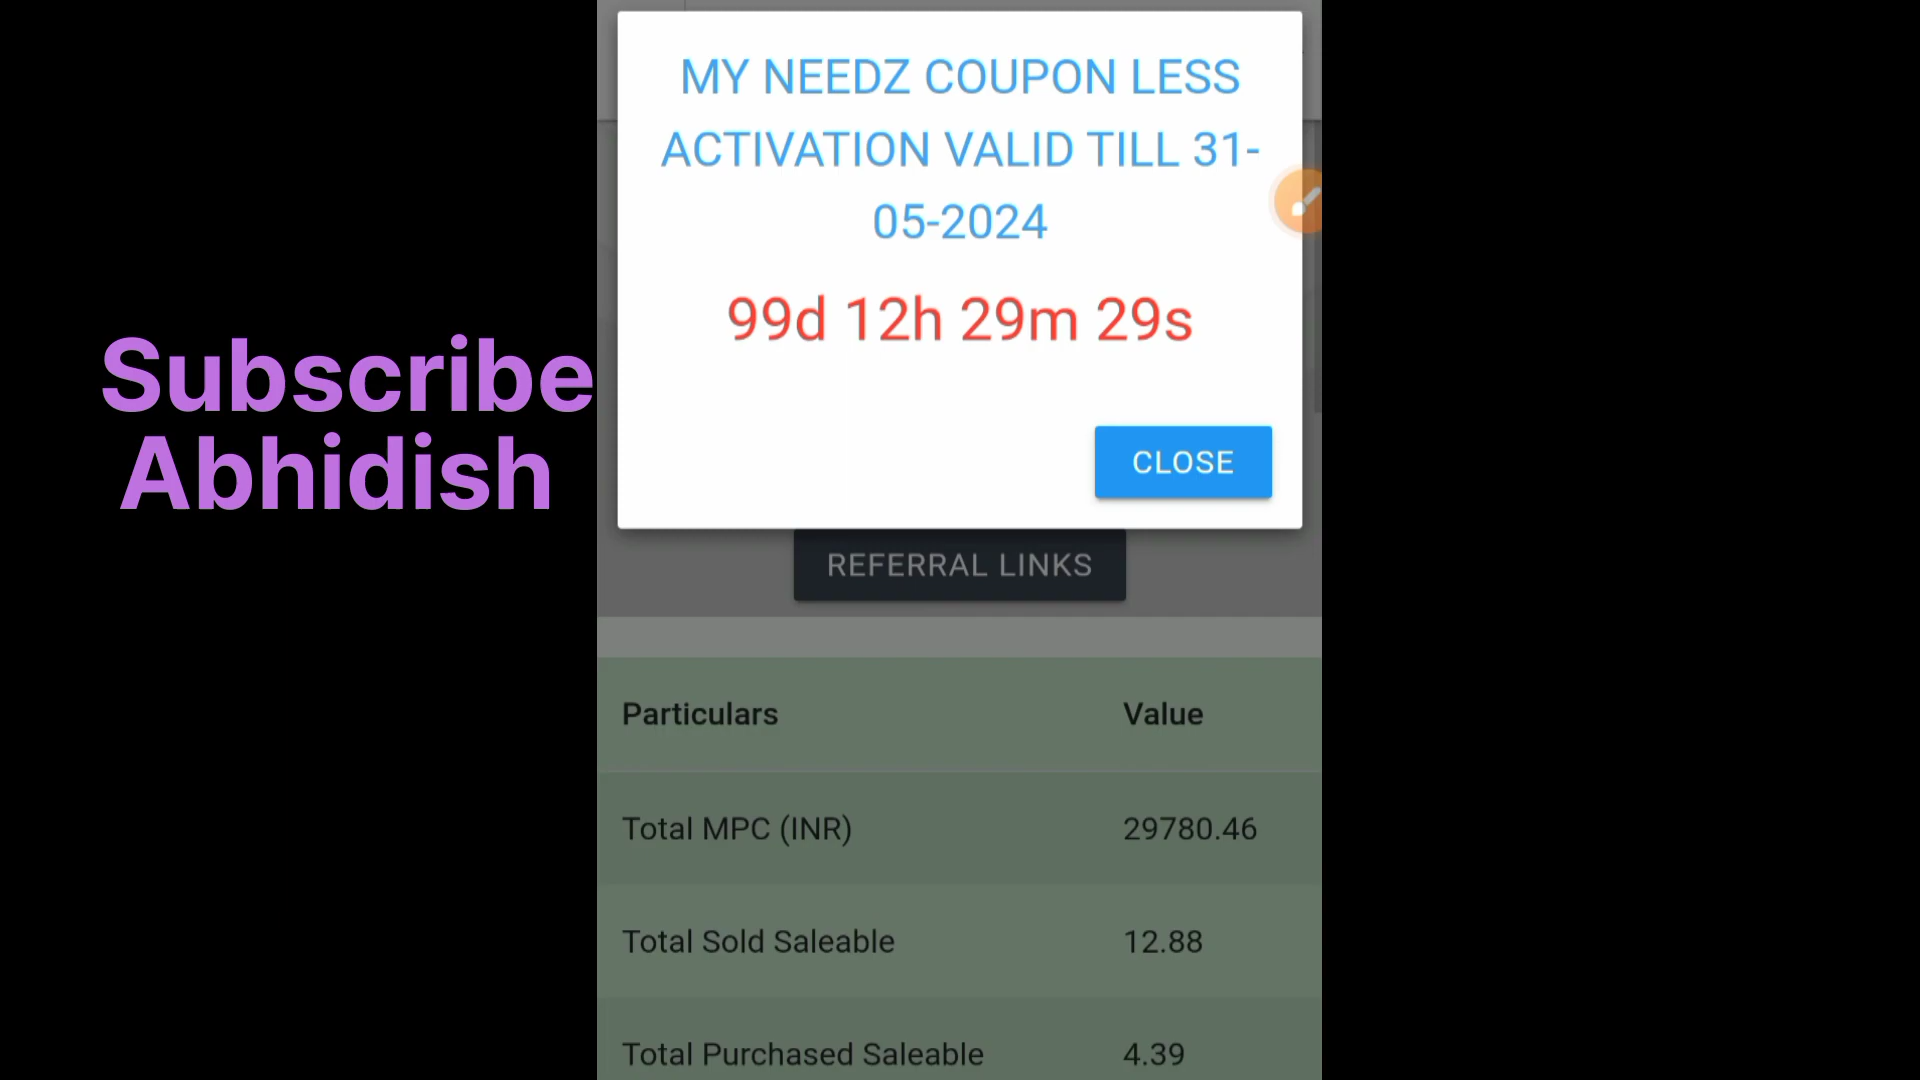 Subscribe
Abhidish
MY NEEDZ COUPON LESS
ACTIVATION VALID TILL 31-
05-2024
99d 12h 29m 29s
CLOSE
REFERRAL LINKS
Particulars Value
Total MPC (INR) 29780.46
Total Sold Saleable 12.88
Total Purchased Saleable 4.39